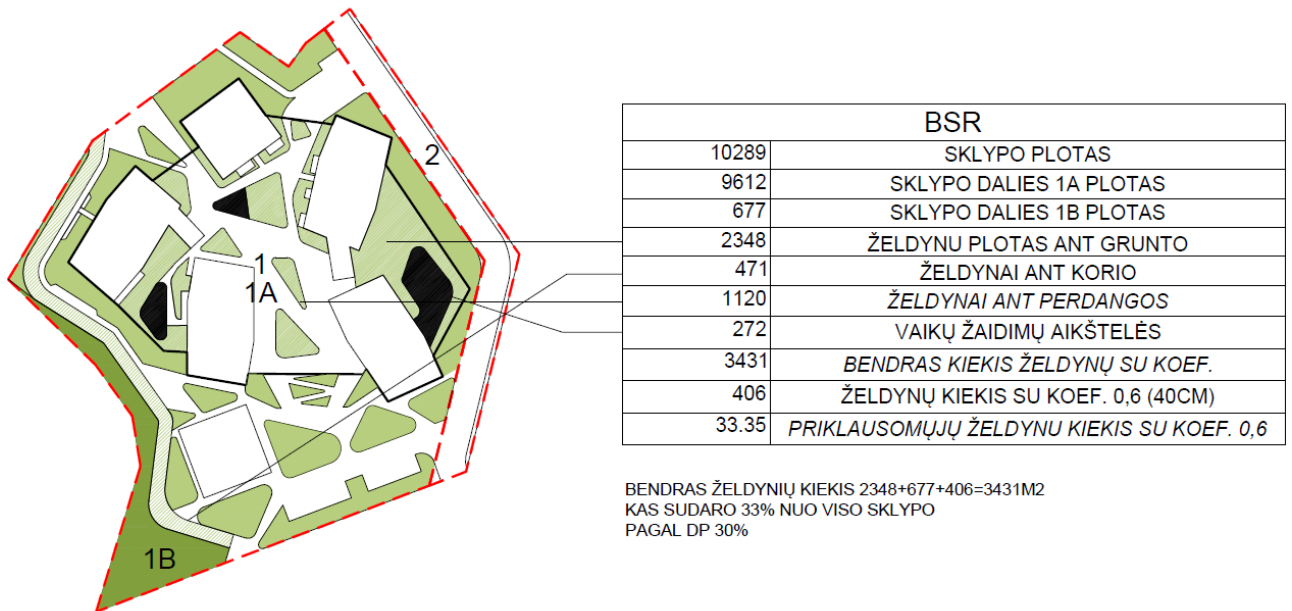 2
1
1A
1B
BSR
10289 SKLYPO PLOTAS
9612 SKLYPO DALIES 1A PLOTAS
677 SKLYPO DALIES 1B PLOTAS
2348 ŽELDYNU PLOTAS ANT GRUNTO
471 ŽELDYNAI ANT KORIO
1120 ŽELDYNAI ANT PERDANGOS
272 VAIKŲ ŽAIDIMŲ AIKŠTELĖS
3431 BENDRAS KIEKIS ŽELDYNŲ SU KOEF.
406 ŽELDYNŲ KIEKIS SU KOEF. 0,6 (40CM)
33.35 PRIKLAUSOMŲJŲ ŽELDYNU KIEKIS SU KOEF. 0,6
BENDRAS ŽELDYNIŲ KIEKIS 2348+677+406=3431M2
KAS SUDARO 33% NUO VISO SKLYPO
PAGAL DP 30%